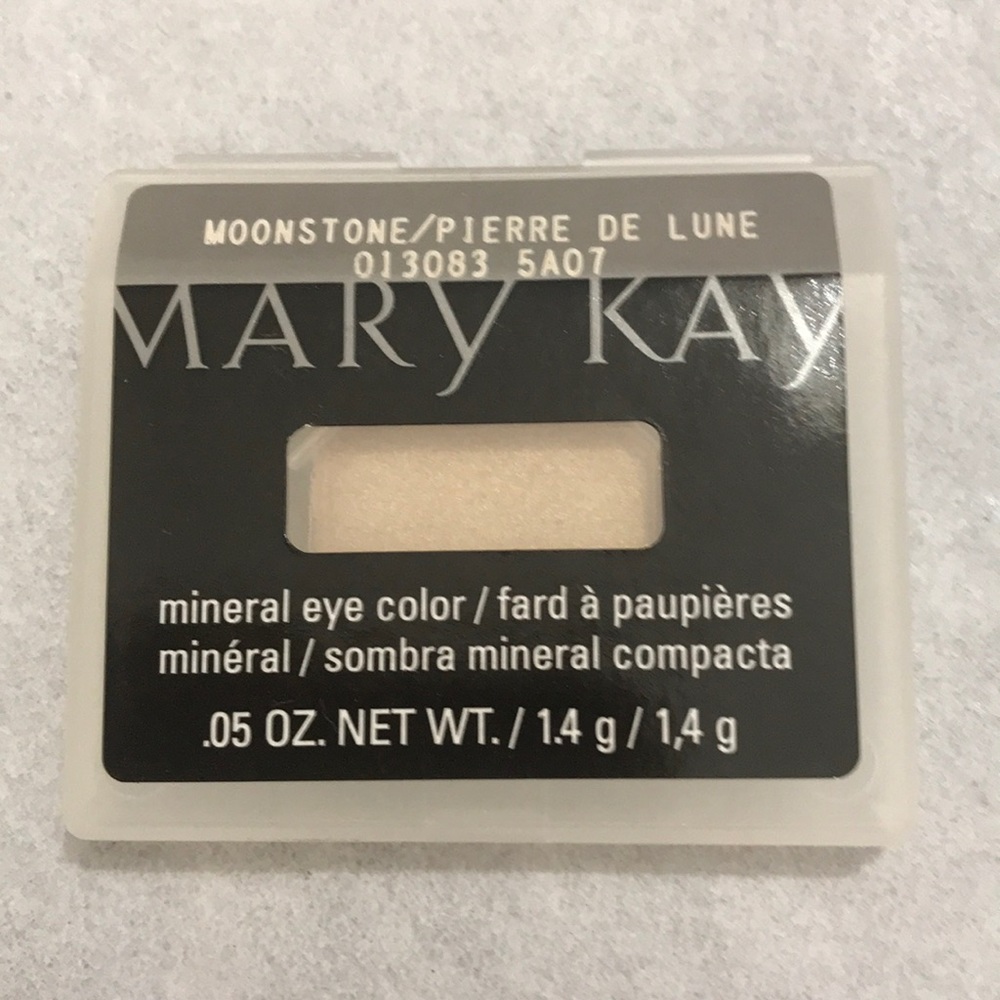 MOONSTONE/PIERRE DE LUNE
013083 5A07
MARY KAY
mineral eye color / fard à paupières
minéral / sombra mineral compacta
.05 OZ. NET WT. / 1.4 g / 1,4 g